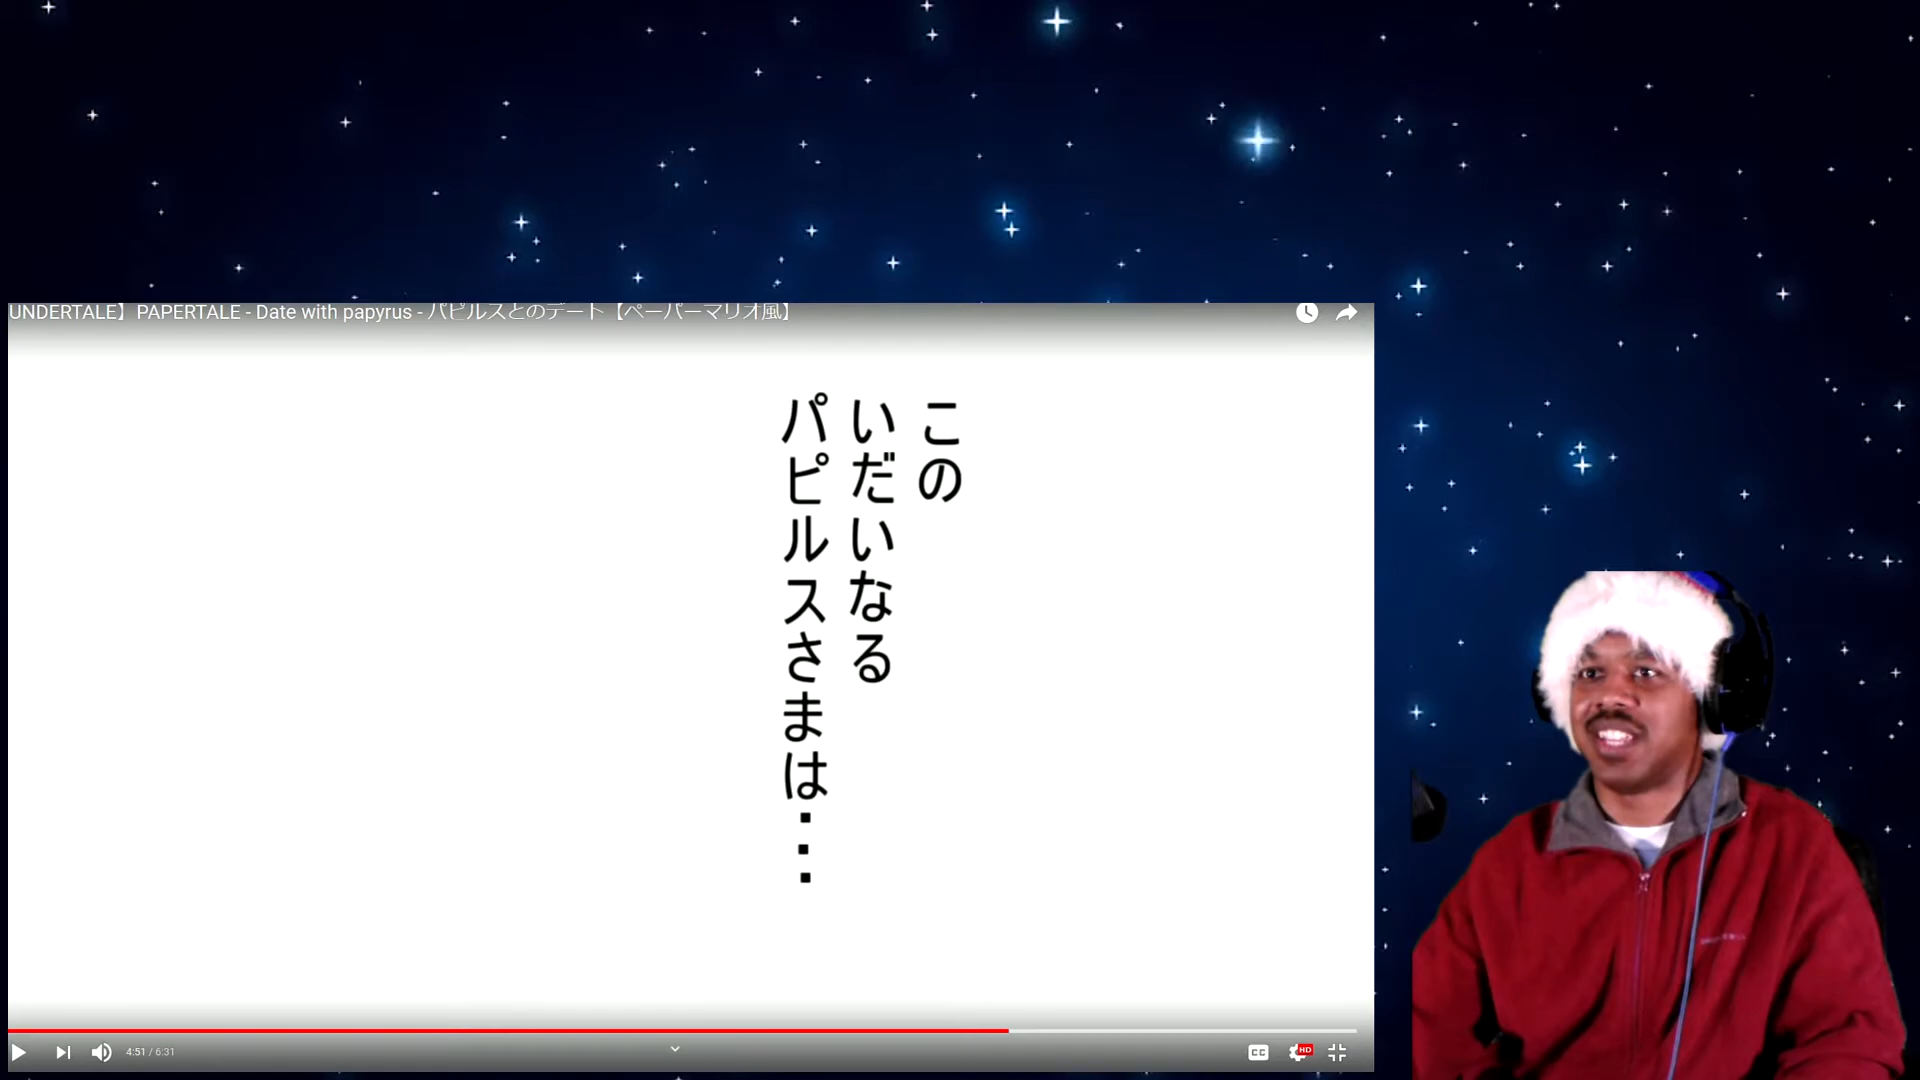 UNDERTALE】PAPERTALE - Date with papyrus - パピルスとのデート【ペーパーマリオ風】
この
いだいなる
パピルスさまは・・・
4:51 / 6:31
CC
HD